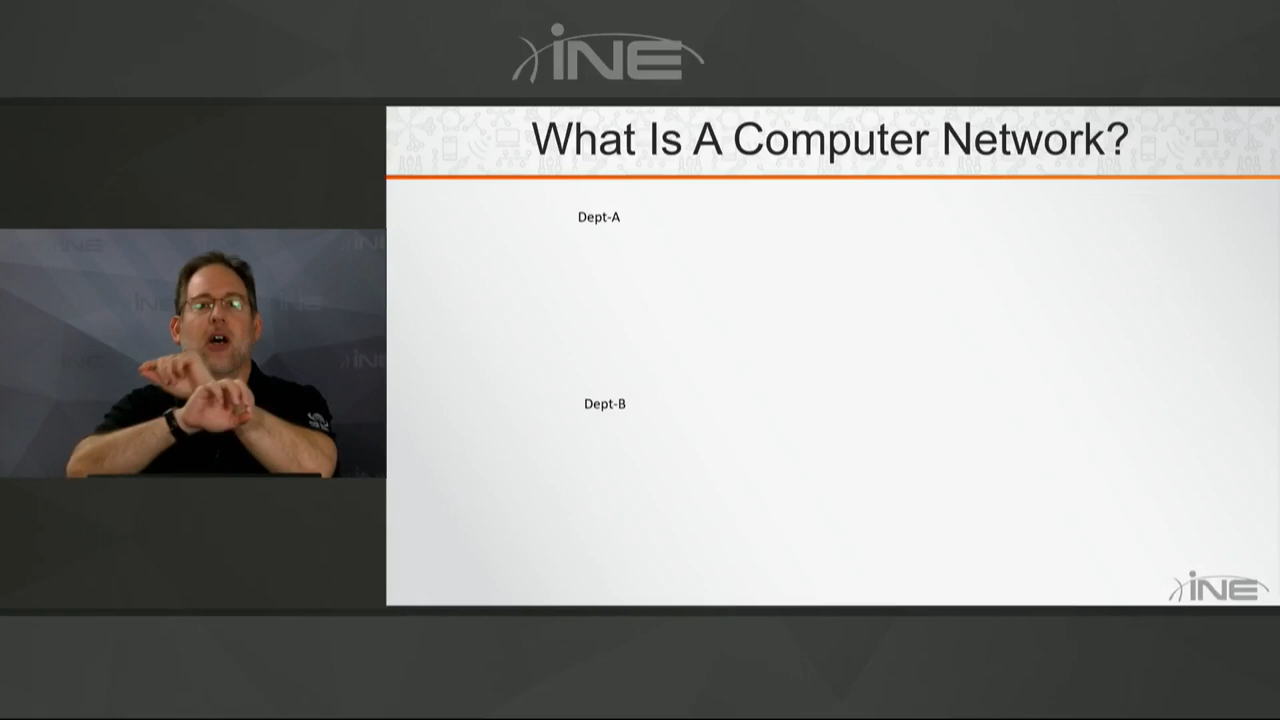 iNE
What Is A Computer Network?
Dept-A
Dept-B
iNE